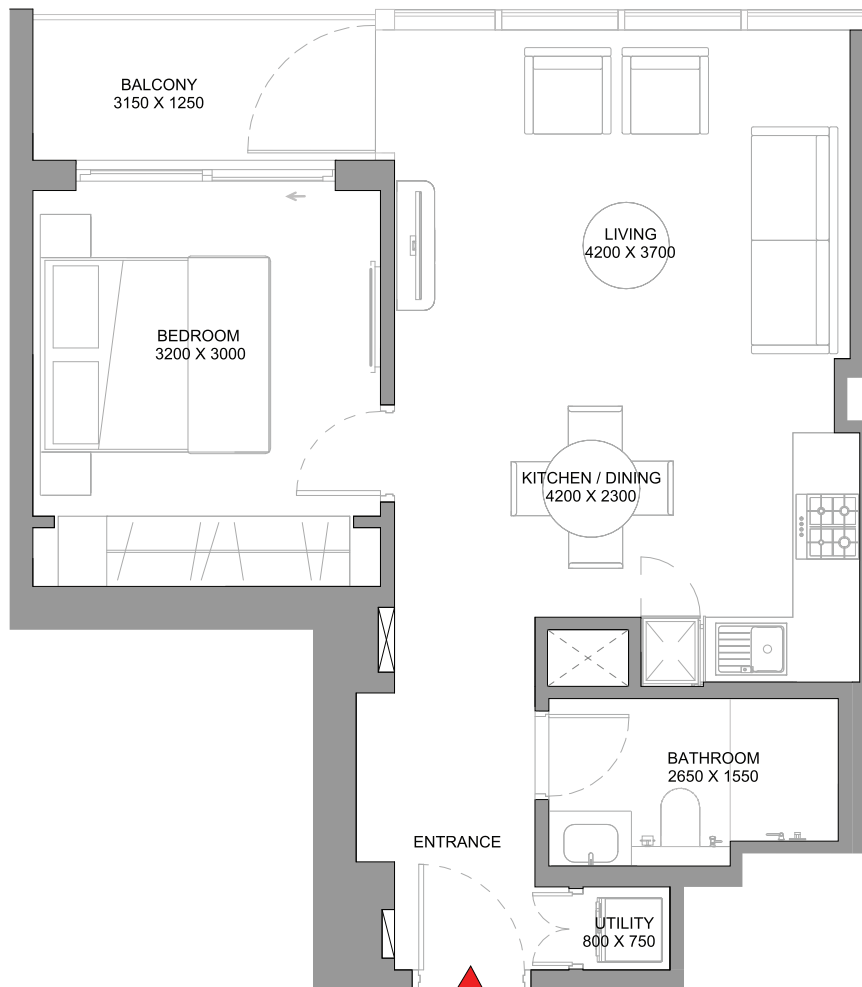 BALCONY
3150 X 1250
LIVING
4200 X 3700
BEDROOM
3200 X 3000
KITCHEN / DINING
4200 X 2300
BATHROOM
2650 X 1550
ENTRANCE
UTILITY
800 X 750